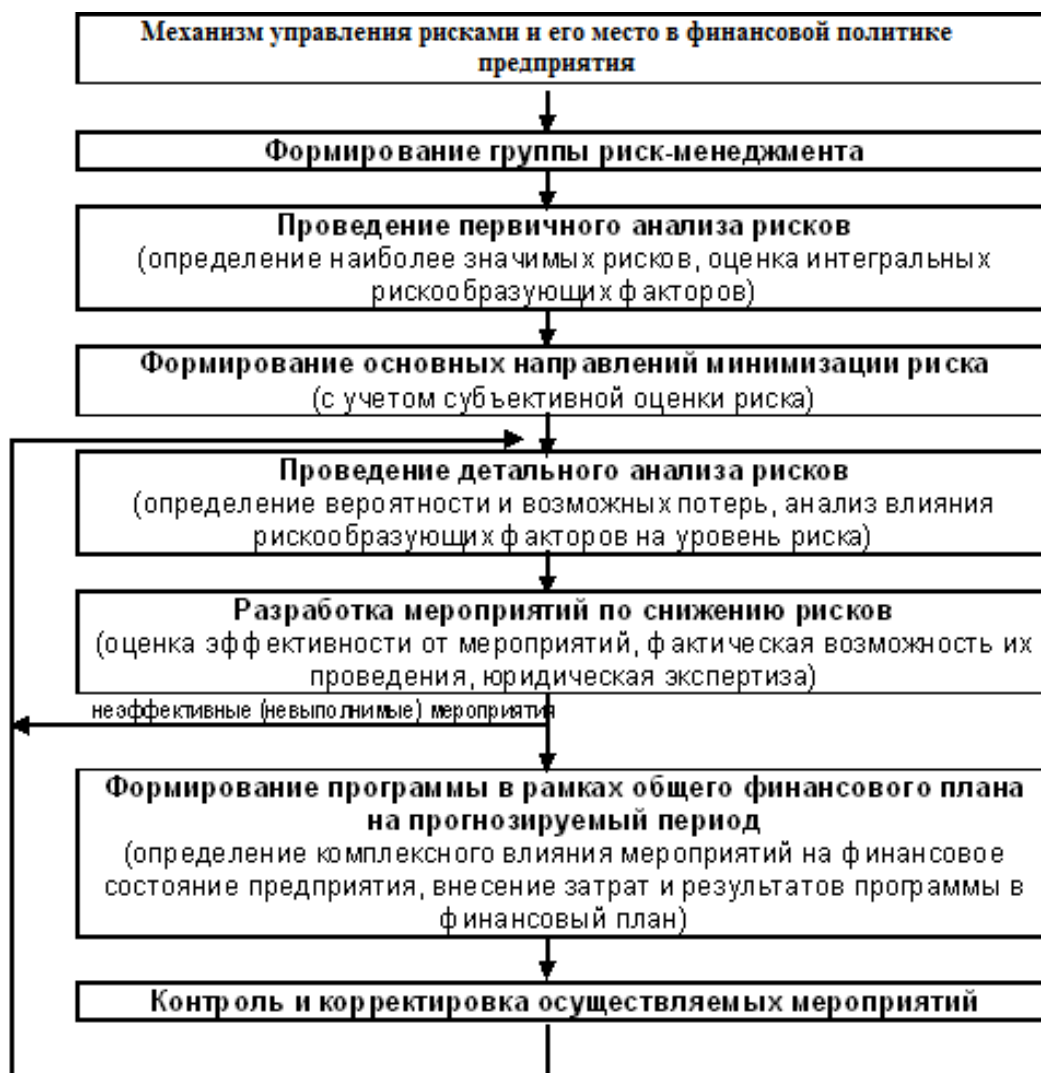 Механизм управления рисками и его место в финансовой политике
предприятия
Формирование группы риск-менеджмента
Проведение первичного анализа рисков
(определение наиболее значимых рисков, оценка интегральных
рискообразующих факторов)
Формирование основных направлений минимизации риска
(с учетом субъективной оценки риска)
Проведение детального анализа рисков
(определение вероятности и возможных потерь, анализ влияния
рискообразующих факторов на уровень риска)
Разработка мероприятий по снижению рисков
(оценка эффективности от мероприятий, фактическая возможность их
проведения, юридическая экспертиза)
неэффективные (невыполнимые) мероприятия
Формирование программы в рамках общего финансового плана
на прогнозируемый период
(определение комплексного влияния мероприятий на финансовое
состояние предприятия, внесение затрат и результатов программы в
финансовый план)
Контроль и корректировка осуществляемых мероприятий